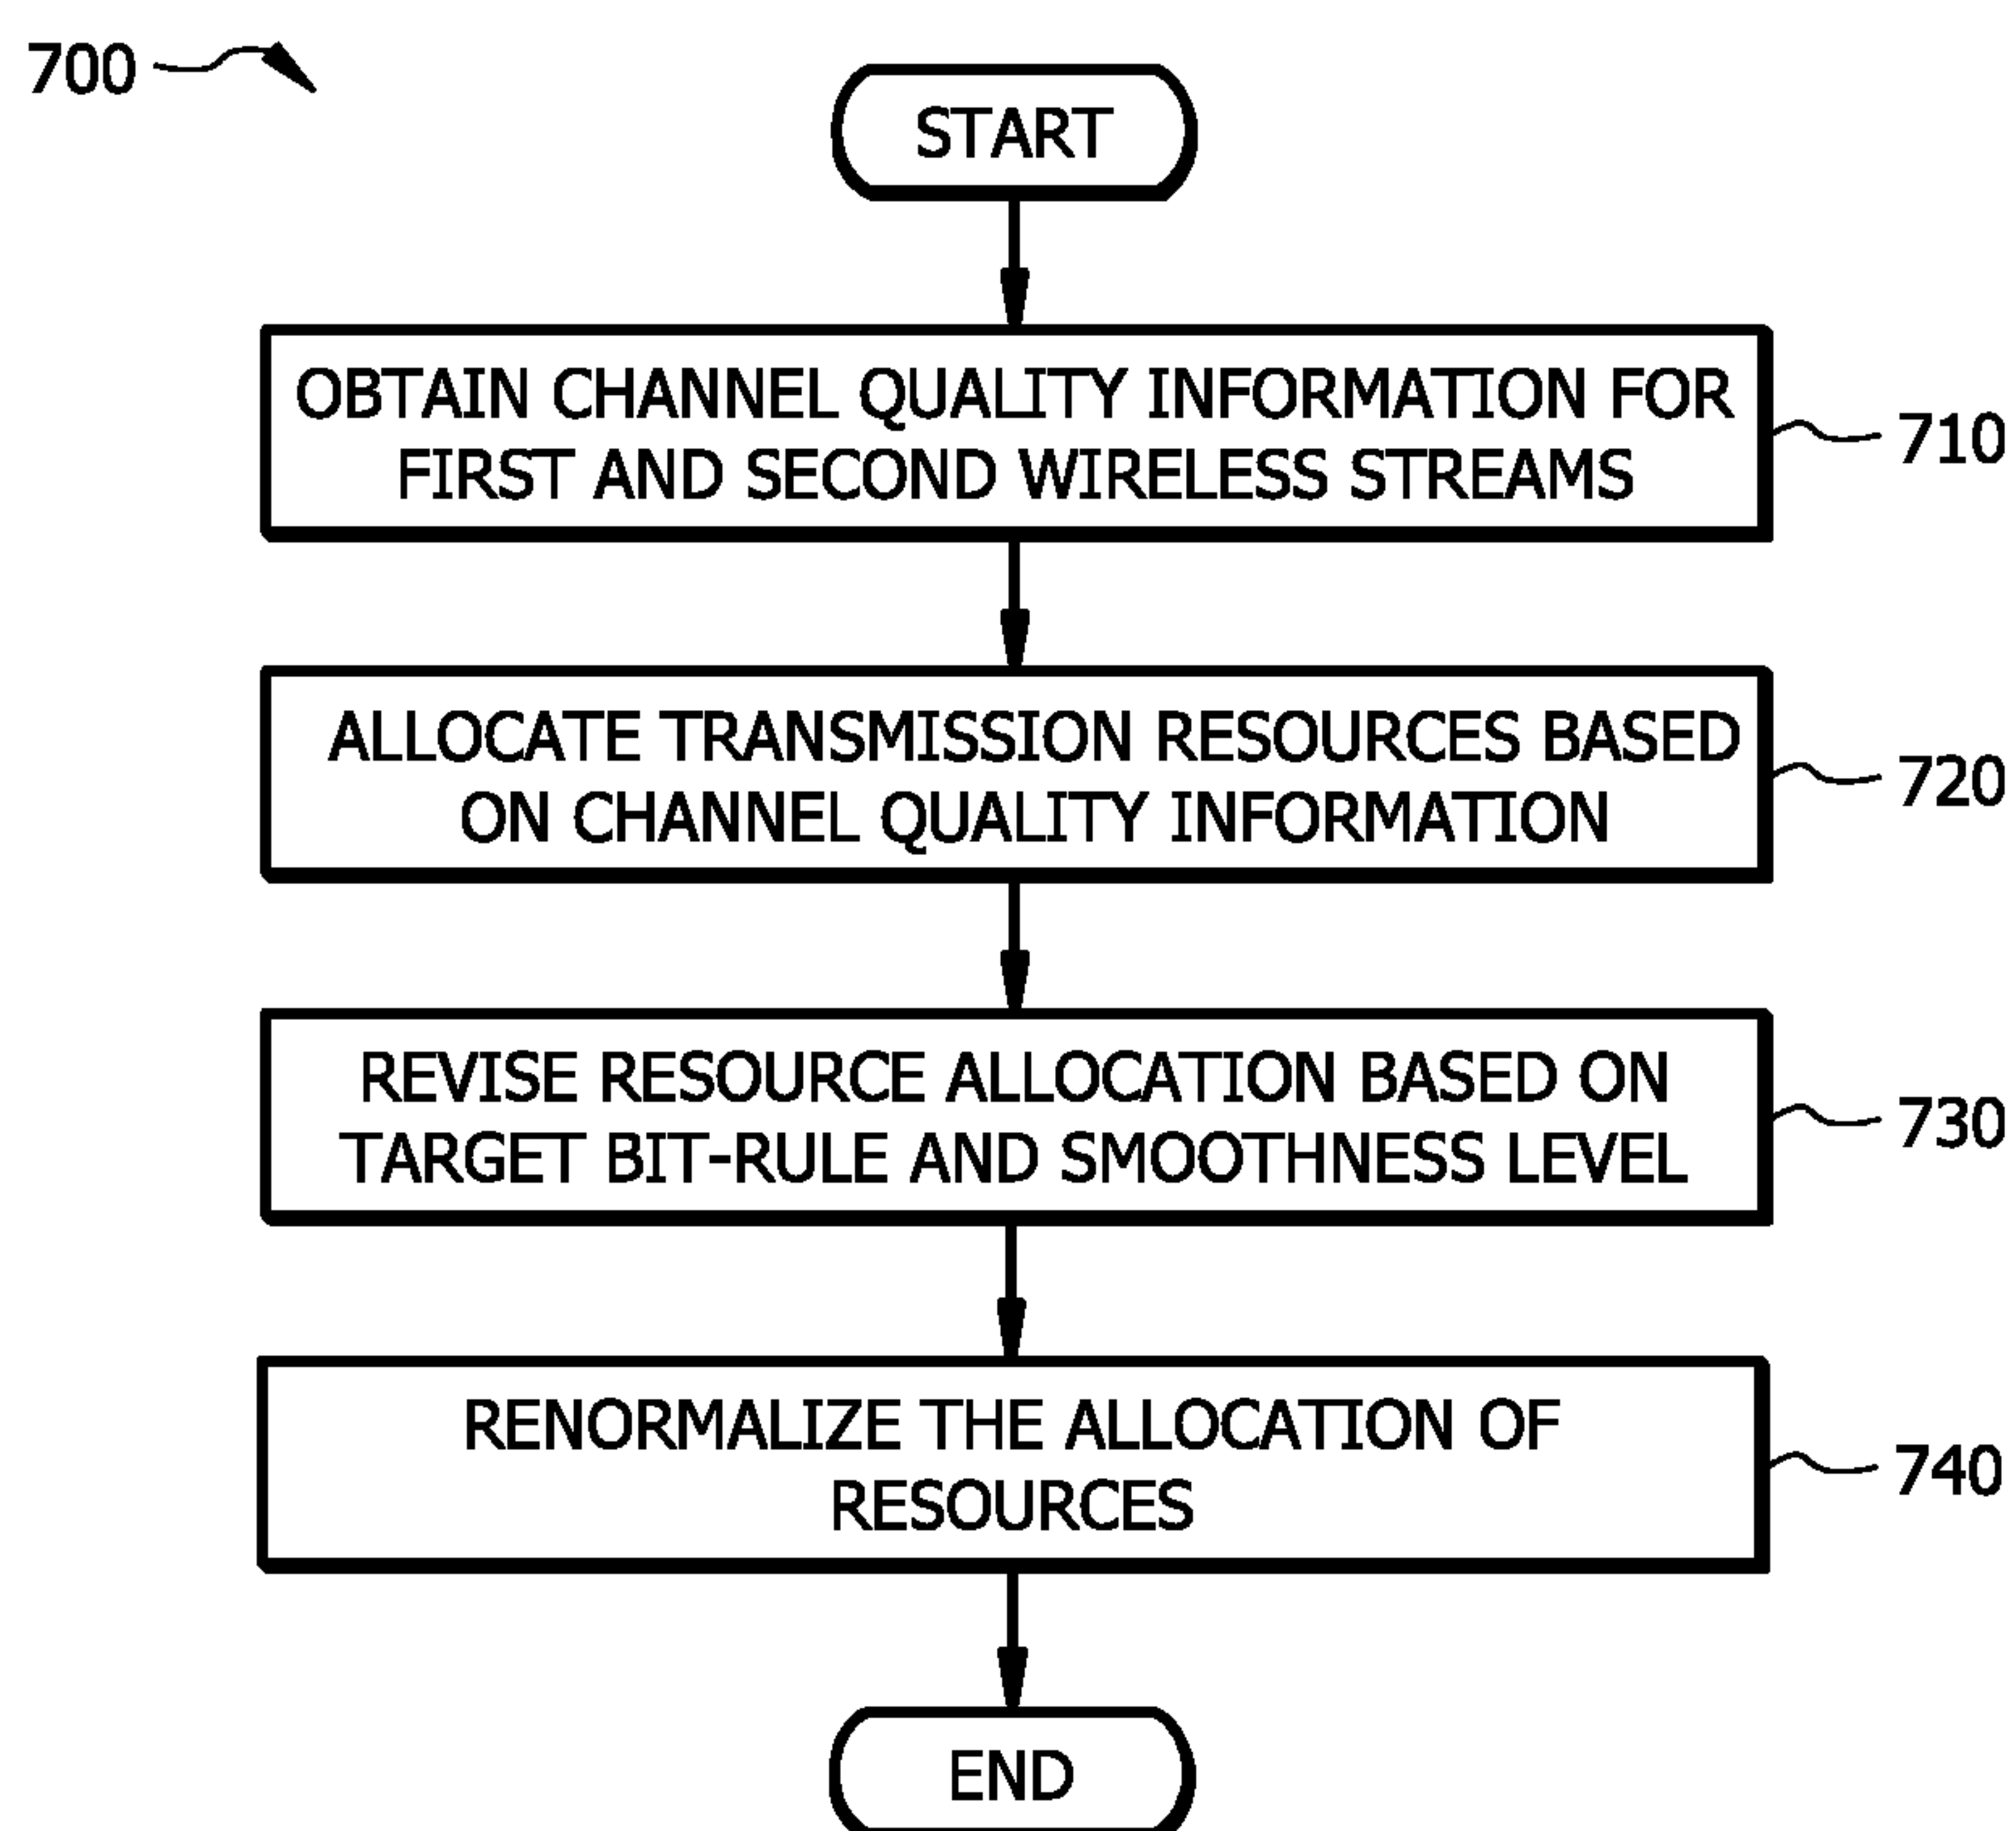 700
START
OBTAIN CHANNEL QUALITY INFORMATION FOR
FIRST AND SECOND WIRELESS STREAMS
710
ALLOCATE TRANSMISSION RESOURCES BASED
ON CHANNEL QUALITY INFORMATION
720
REVISE RESOURCE ALLOCATION BASED ON
TARGET BIT-RULE AND SMOOTHNESS LEVEL
730
RENORMALIZE THE ALLOCATION OF
RESOURCES
740
END